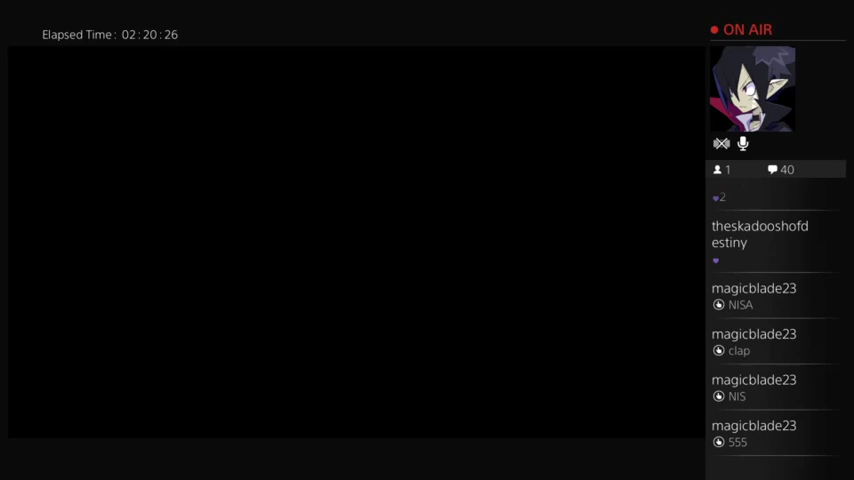 Elapsed Time: 02:20:26
ON AIR
1 40
2
theskadooshofd
estiny
magicblade23
NISA
magicblade23
clap
magicblade23
NIS
magicblade23
555